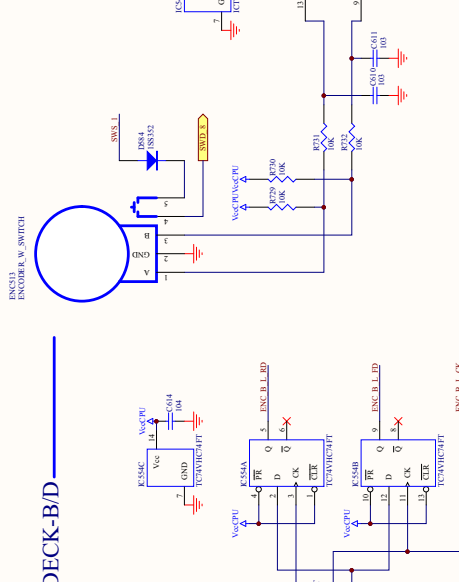 IC5
G
ICT
7
13
9
C611
103
C610
103
SWS_1
D584
1SS352
SWD_8
R731
10K
R732
10K
VccCPU
R730
10K
VccCPU
R729
10K
ENC513
ENCODER_W_SWITCH
5
4
B
3
GND
2
A
1
DECK-B/D
VccCPU
C614
104
14
Vcc
GND
7
IC554C
TC74VHC74FT
ENC_B_L_RD
5
6
Q
Q
IC554A
PR
D
CK
CLR
TC74VHC74FT
4
2
3
1
VccCPU
ENC_B_L_FD
9
8
Q
Q
IC554B
PR
D
CK
CLR
TC74VHC74FT
10
12
11
13
VccCPU